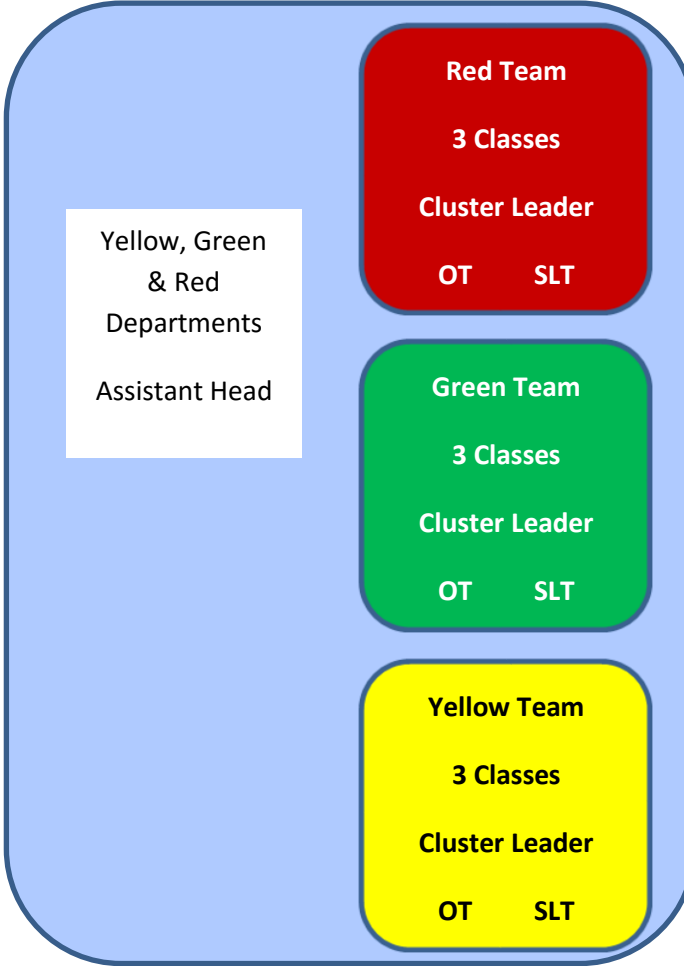 Yellow, Green
& Red
Departments
Assistant Head
Red Team
3 Classes
Cluster Leader
OT SLT
Green Team
3 Classes
Cluster Leader
OT SLT
Yellow Team
3 Classes
Cluster Leader
OT SLT